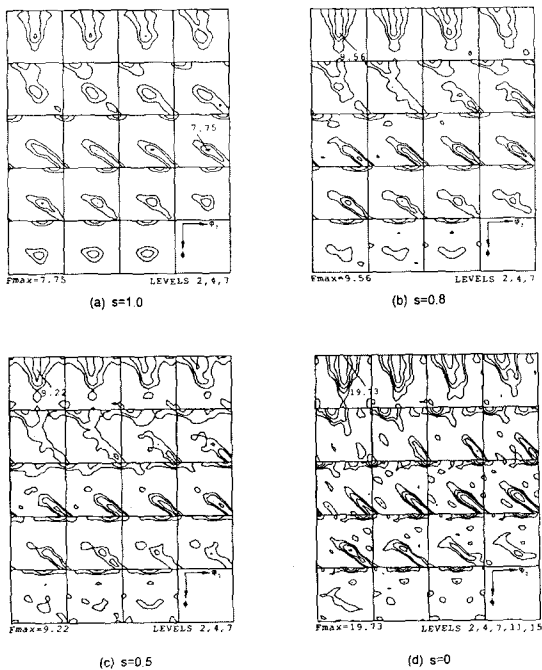 7.75
Fmax=7.75 LEVELS 2,4,7
(a) s=1.0
9.56
Fmax=9.56 LEVELS 2,4,7
(b) s=0.8
9.22
Fmax=9.22 LEVELS 2,4,7
(c) s=0.5
19.73
Fmax=19.73 LEVELS 2,4,7,11,15
(d) s=0